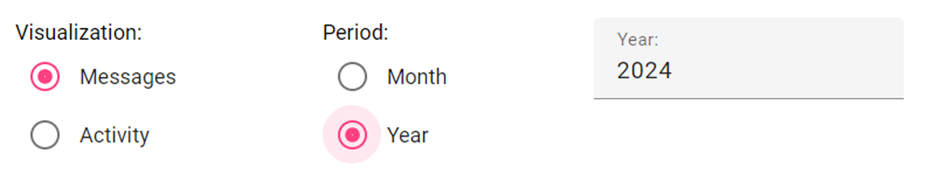 Visualization:
Messages
Activity
Period:
Month
Year
Year:
2024